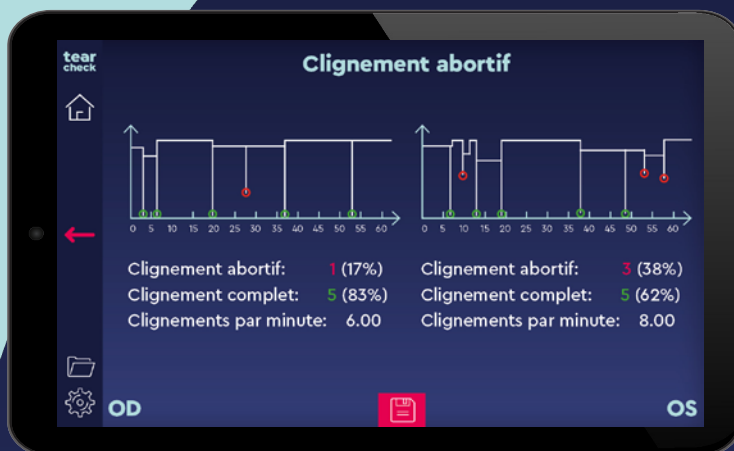 tear
check
Clignement abortif
0 5 10 15 20 25 30 35 40 45 50 55 60
0 5 10 15 20 25 30 35 40 45 50 55 60
Clignement abortif: 1 (17%)
Clignement complet: 5 (83%)
Clignements par minute: 6.00
Clignement abortif: 3 (38%)
Clignement complet: 5 (62%)
Clignements par minute: 8.00
OD
OS